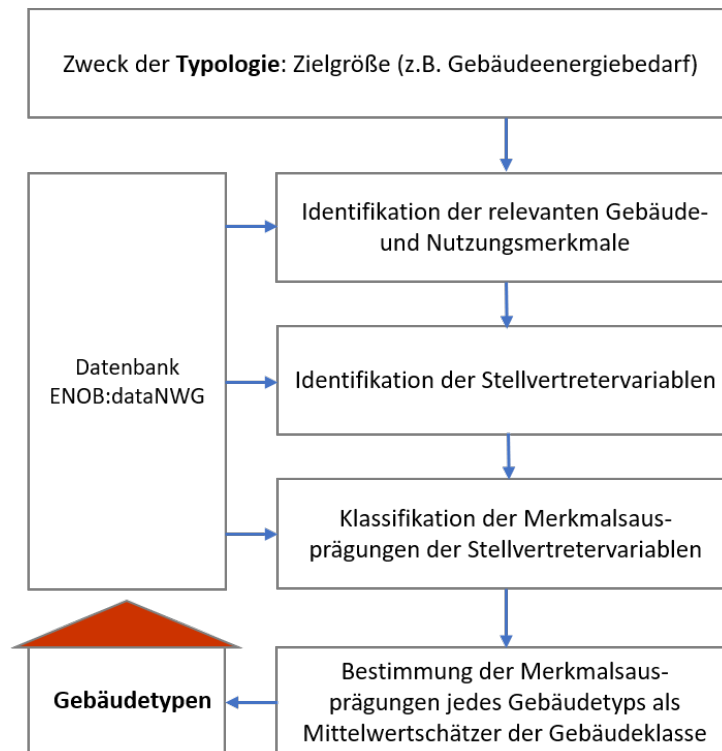 Zweck der Typologie: Zielgröße (z.B. Gebäudeenergiebedarf)
Identifikation der relevanten Gebäude-
und Nutzungsmerkmale
Datenbank
ENOB:dataNWG
Identifikation der Stellvertretervariablen
Klassifikation der Merkmalsaus-
prägungen der Stellvertretervariablen
Gebäudetypen
Bestimmung der Merkmalsaus-
prägungen jedes Gebäudetyps als
Mittelwertschätzer der Gebäudeklasse